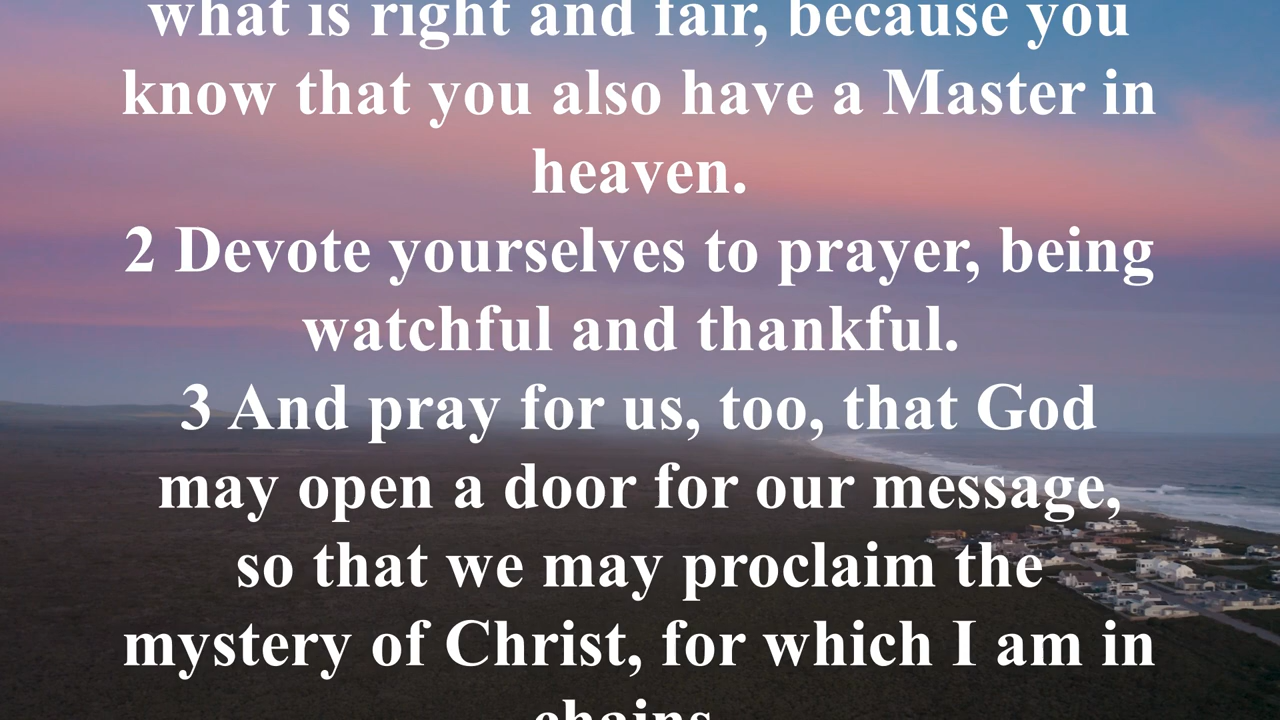 what is right and fair, because you
know that you also have a Master in
heaven.
2 Devote yourselves to prayer, being
watchful and thankful.
3 And pray for us, too, that God
may open a door for our message,
so that we may proclaim the
mystery of Christ, for which I am in
chains.